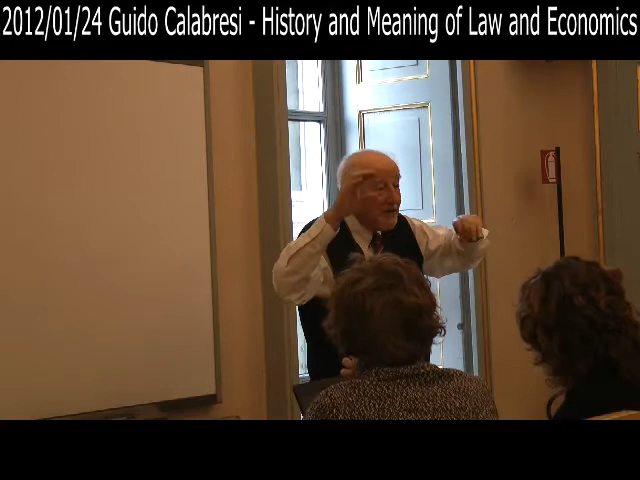 2012/01/24 Guido Calabresi - History and Meaning of Law and Economics